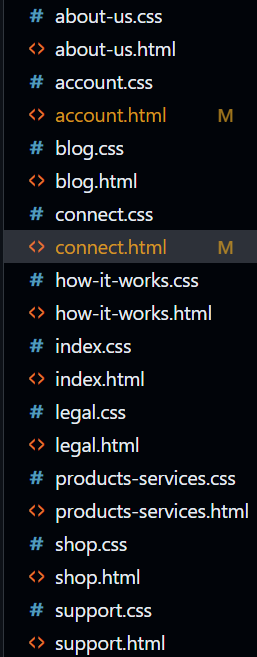 # about-us.css
<> about-us.html
# account.css
<> account.html M
# blog.css
<> blog.html
# connect.css
<> connect.html M
# how-it-works.css
<> how-it-works.html
# index.css
<> index.html
# legal.css
<> legal.html
# products-services.css
<> products-services.html
# shop.css
<> shop.html
# support.css
<> support.html